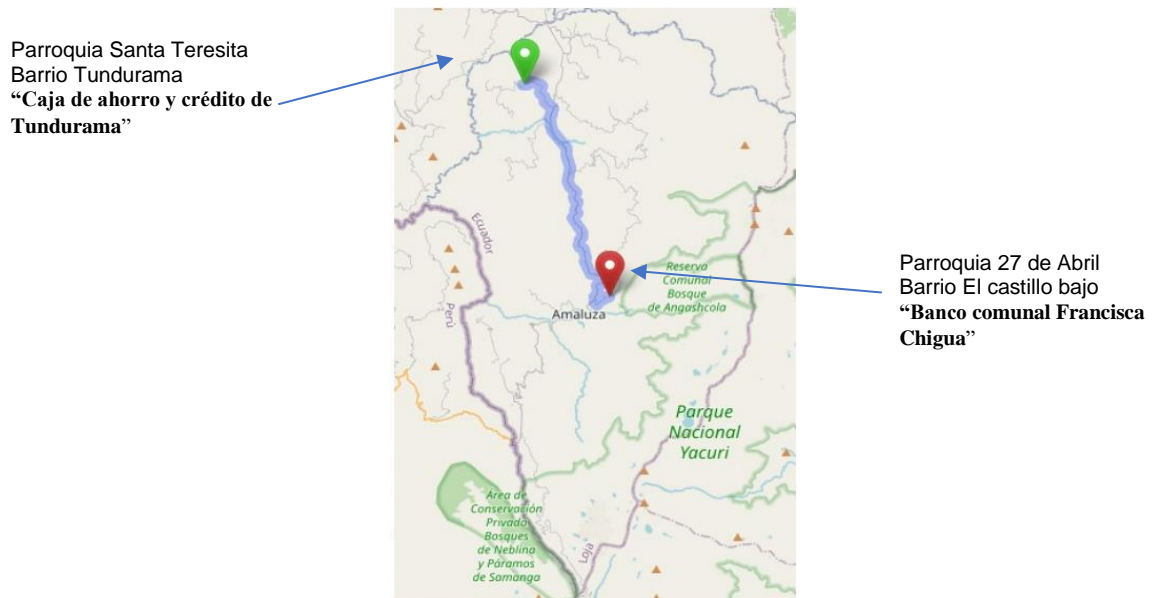 Parroquia Santa Teresita
Barrio Tundurama
“Caja de ahorro y crédito de
Tundurama”
Ecuador
Perú
Reserva
Comunal
Bosque
de Angashcola
Amaluza
Parroquia 27 de Abril
Barrio El castillo bajo
“Banco comunal Francisca
Chigua”
Parque
Nacional
Yacuri
Área de
Conservación
Privado
Bosques
de Neblina
y Páramos
de Samanga
Loja